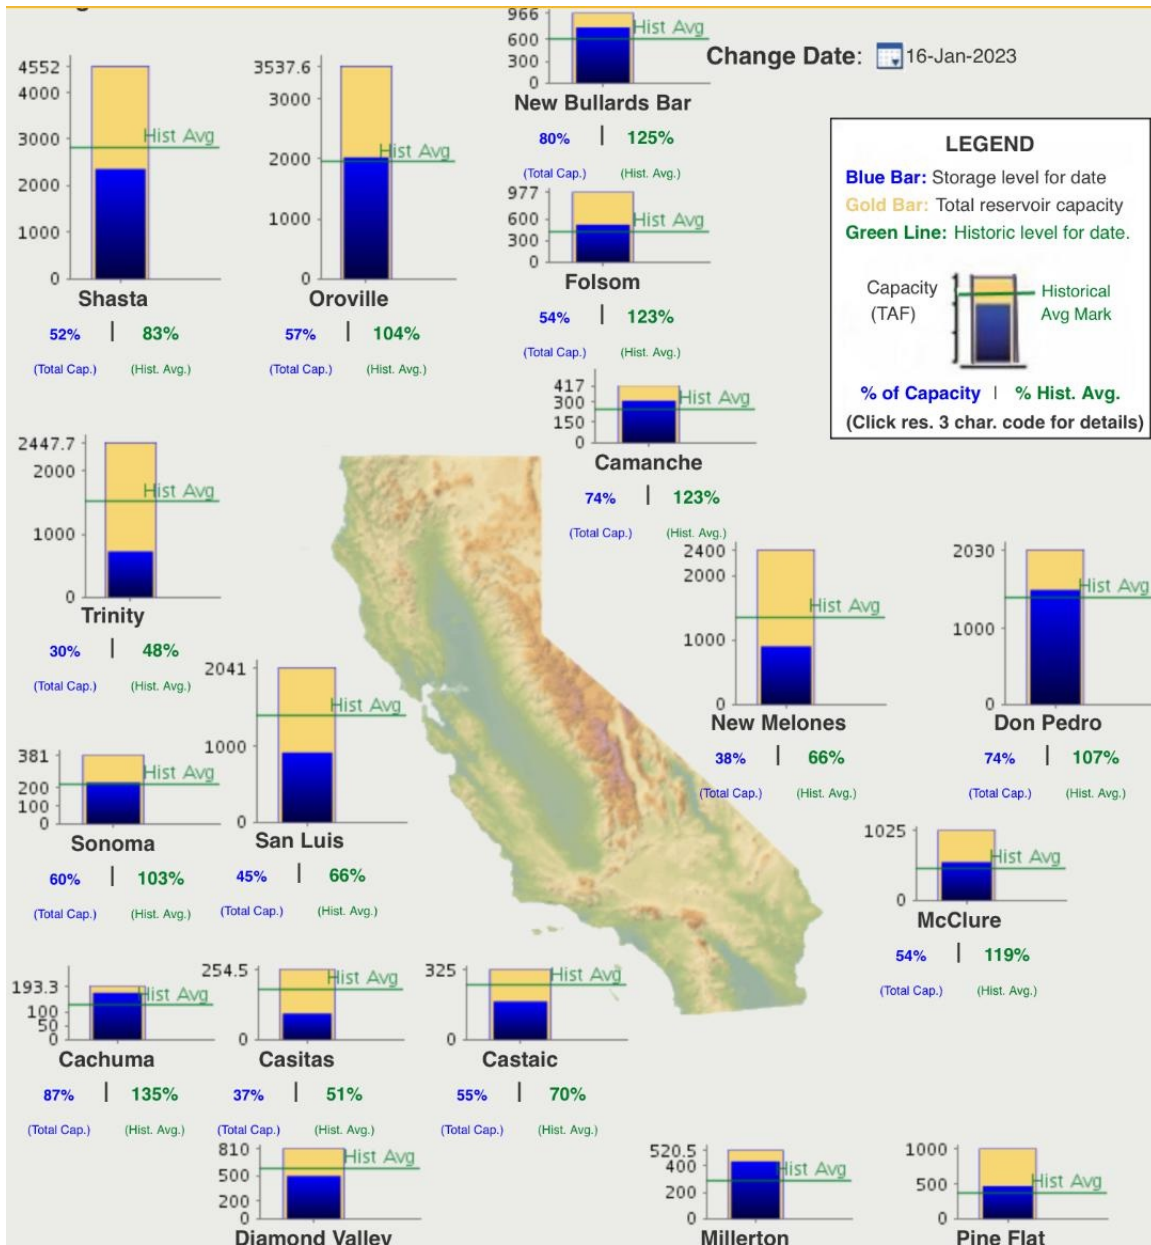 966
600
300
0
Hist Avg
New Bullards Bar
80% | 125%
(Total Cap.) (Hist. Avg.)
Change Date: 16-Jan-2023
4552
4000
3000
2000
1000
0
Hist Avg
Shasta
52% | 83%
(Total Cap.) (Hist. Avg.)
3537.6
3000
2000
1000
0
Hist Avg
Oroville
57% | 104%
(Total Cap.) (Hist. Avg.)
977
600
300
0
Hist Avg
Folsom
54% | 123%
(Total Cap.) (Hist. Avg.)
LEGEND
Blue Bar: Storage level for date
Gold Bar: Total reservoir capacity
Green Line: Historic level for date.
Capacity
(TAF)
Historical
Avg Mark
% of Capacity | % Hist. Avg.
(Click res. 3 char. code for details)
417
300
150
0
Hist Avg
Camanche
74% | 123%
(Total Cap.) (Hist. Avg.)
2447.7
2000
1000
0
Hist Avg
Trinity
30% | 48%
(Total Cap.) (Hist. Avg.)
2400
2000
1000
0
Hist Avg
New Melones
38% | 66%
(Total Cap.) (Hist. Avg.)
2030
1000
0
Hist Avg
Don Pedro
74% | 107%
(Total Cap.) (Hist. Avg.)
381
200
100
0
Hist Avg
Sonoma
60% | 103%
(Total Cap.) (Hist. Avg.)
2041
1000
0
Hist Avg
San Luis
45% | 66%
(Total Cap.) (Hist. Avg.)
1025
0
Hist Avg
McClure
54% | 119%
(Total Cap.) (Hist. Avg.)
193.3
100
50
0
Hist Avg
Cachuma
87% | 135%
(Total Cap.) (Hist. Avg.)
254.5
0
Hist Avg
Casitas
37% | 51%
(Total Cap.) (Hist. Avg.)
325
0
Hist Avg
Castaic
55% | 70%
(Total Cap.) (Hist. Avg.)
810
500
200
0
Hist Avg
Diamond Valley
520.5
400
200
0
Hist Avg
Millerton
1000
500
0
Hist Avg
Pine Flat